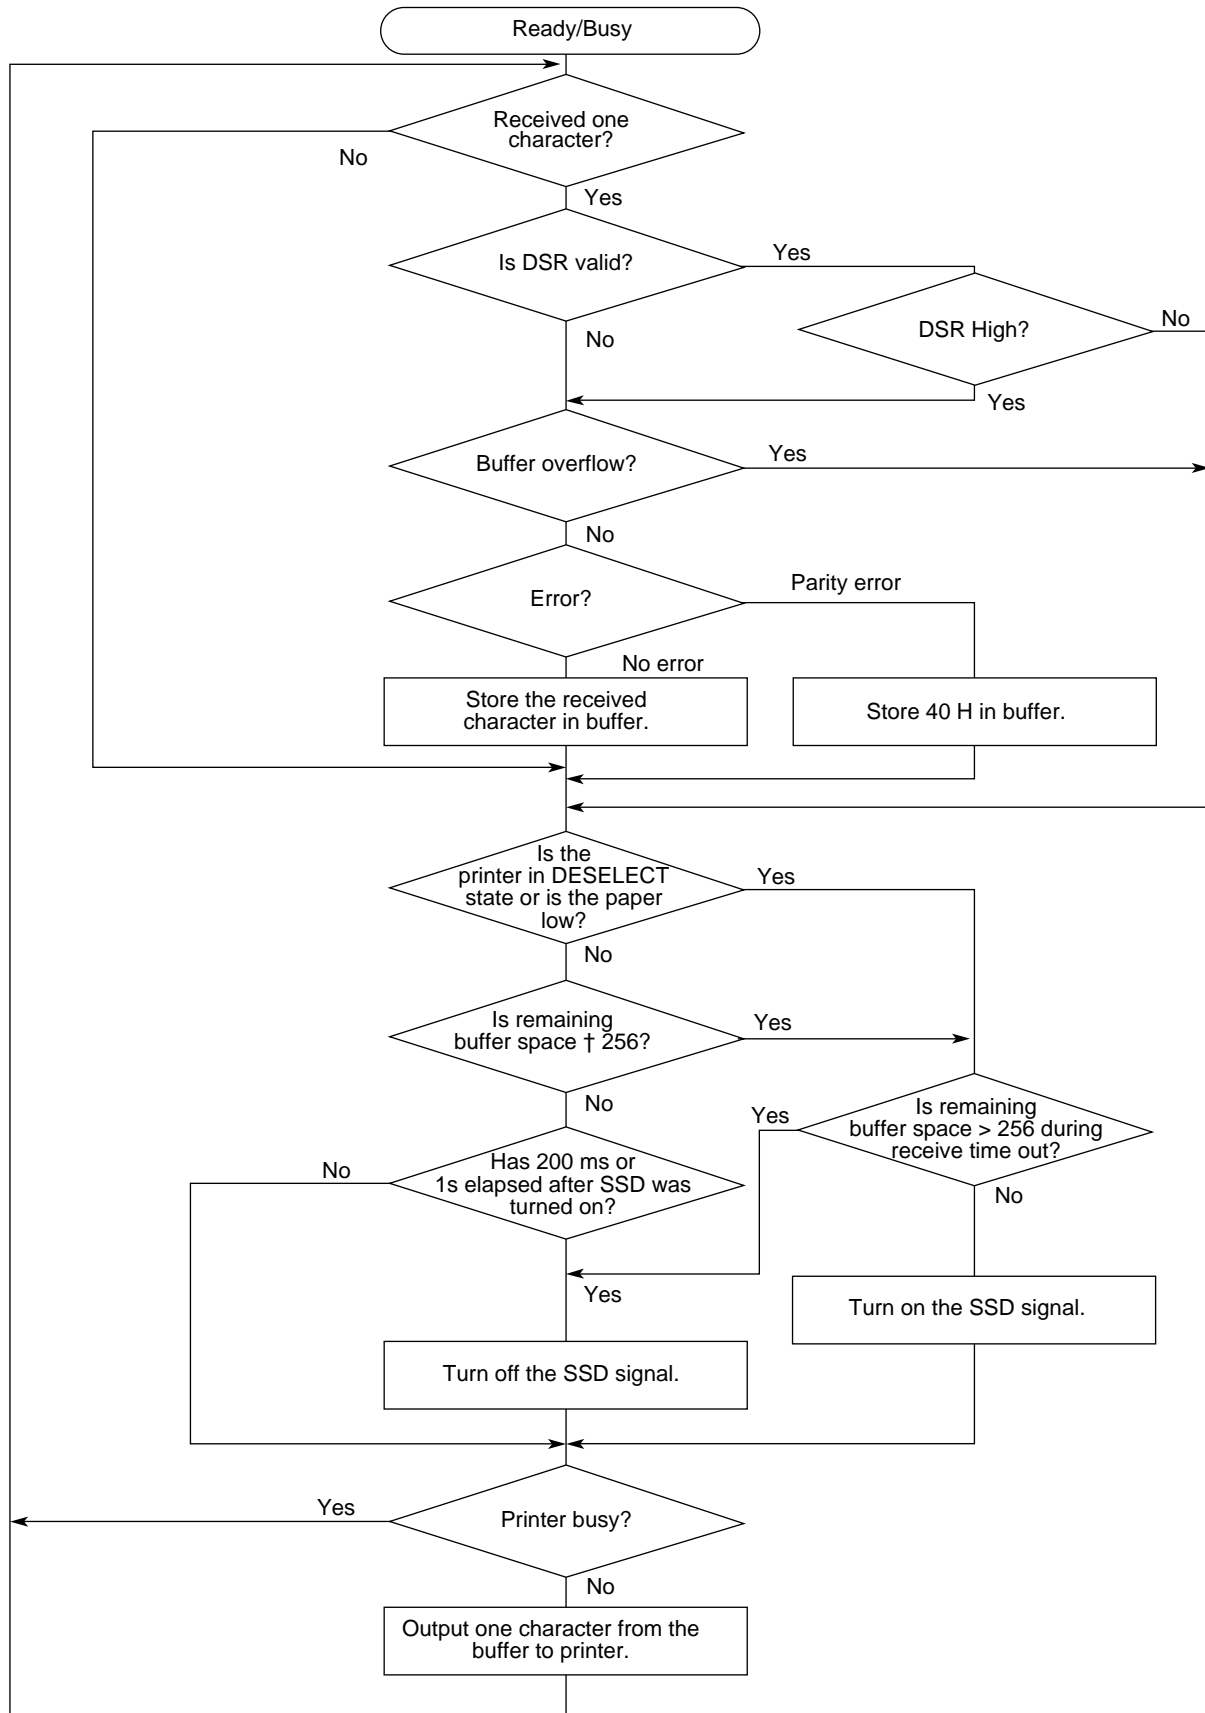 Ready/Busy
Received one
character?
No
Yes
Is DSR valid?
Yes
No
DSR High?
No
Yes
Buffer overflow?
Yes
No
Error?
Parity error
No error
Store the received
character in buffer.
Store 40 H in buffer.
Is the
printer in DESELECT
state or is the paper
low?
Yes
No
Is remaining
buffer space † 256?
Yes
No
Is remaining
buffer space > 256 during
receive time out?
Yes
No
Has 200 ms or
1s elapsed after SSD was
turned on?
No
Yes
Turn on the SSD signal.
Turn off the SSD signal.
Printer busy?
Yes
No
Output one character from the
buffer to printer.